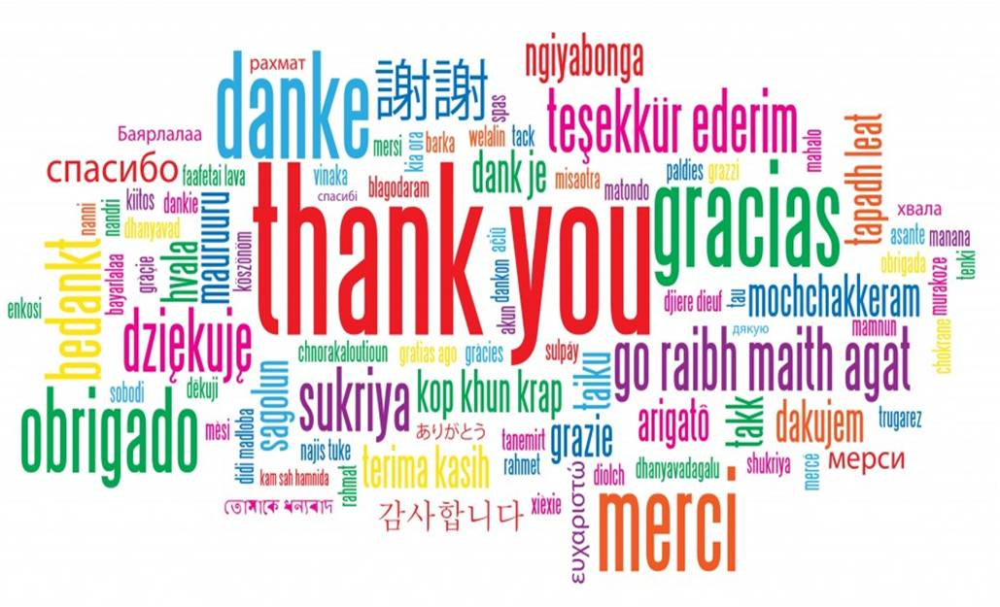 ngiyabonga
рахмат
danke
謝謝
spas
teşekkür ederim
Баярлалаа
mersi
kia ora
barka
welalin
tack
mahalo
tapadh leat
спасибо
faafetai lava
vinaka
blagodaram
dank je
misaotra
matondo
paldies
grazzi
nanni
nandri
kiitos
dankie
mauruuru
спасибі
thank you
gracias
хвала
dhanyavad
köszönöm
dankon
aciū
asante
manana
bedankt
bayarlalaa
gràcie
hvala
obrigada
murakoze
tenki
enkosi
akun
djiere dieuf
tau
mochchakkeram
dziękuję
chnorakaloutioun
gratias ago
gràcies
sulpáy
дякую
mamnun
chokrane
go raibh maith agat
sobodi
dėkuji
sagolun
sukriya
kop khun krap
taiku
obrigado
mèsi
didi madloba
ありがとう
tanemirt
grazie
arigatô
takk
dakujem
trugarez
najis tuke
terima kasih
rahmet
kam sah hamnida
rahmat
diolch
dhanyavadagalu
shukriya
merce
мерси
তোমাকে ধন্যবাদ
감사합니다
xièxie
ευχαριστώ
merci